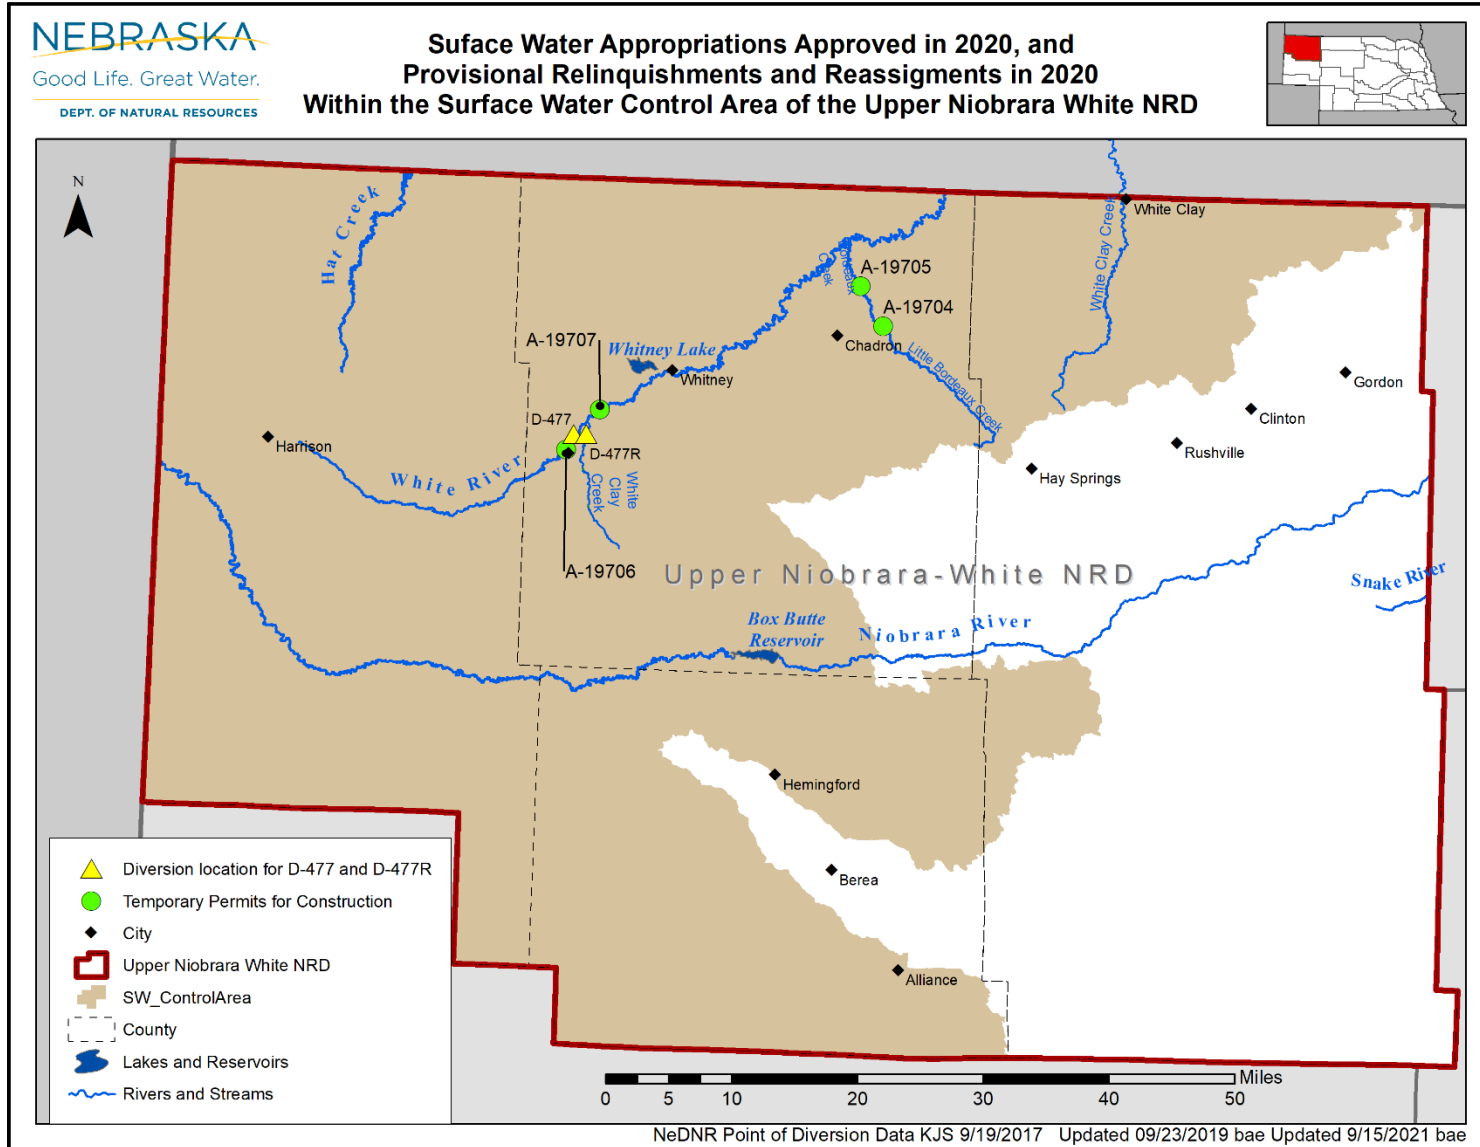 NEBRASKA
Good Life. Great Water.
DEPT. OF NATURAL RESOURCES
Suface Water Appropriations Approved in 2020, and
Provisional Relinquishments and Reassigments in 2020
Within the Surface Water Control Area of the Upper Niobrara White NRD
N
Hat Creek
White Clay
White Clay Creek
Bordeaux
Creek
A-19705
A-19704
Chadron
Little Bordeaux Creek
A-19707
Whitney Lake
Whitney
Gordon
Clinton
Rushville
Hay Springs
D-477
D-477R
Harrison
White River
White
Clay
Creek
A-19706
Upper Niobrara-White NRD
Snake River
Box Butte
Reservoir
Niobrara River
Hemingford
Berea
Alliance
Diversion location for D-477 and D-477R
Temporary Permits for Construction
City
Upper Niobrara White NRD
SW_ControlArea
County
Lakes and Reservoirs
Rivers and Streams
Miles
0 5 10 20 30 40 50
NeDNR Point of Diversion Data KJS 9/19/2017 Updated 09/23/2019 bae Updated 9/15/2021 bae